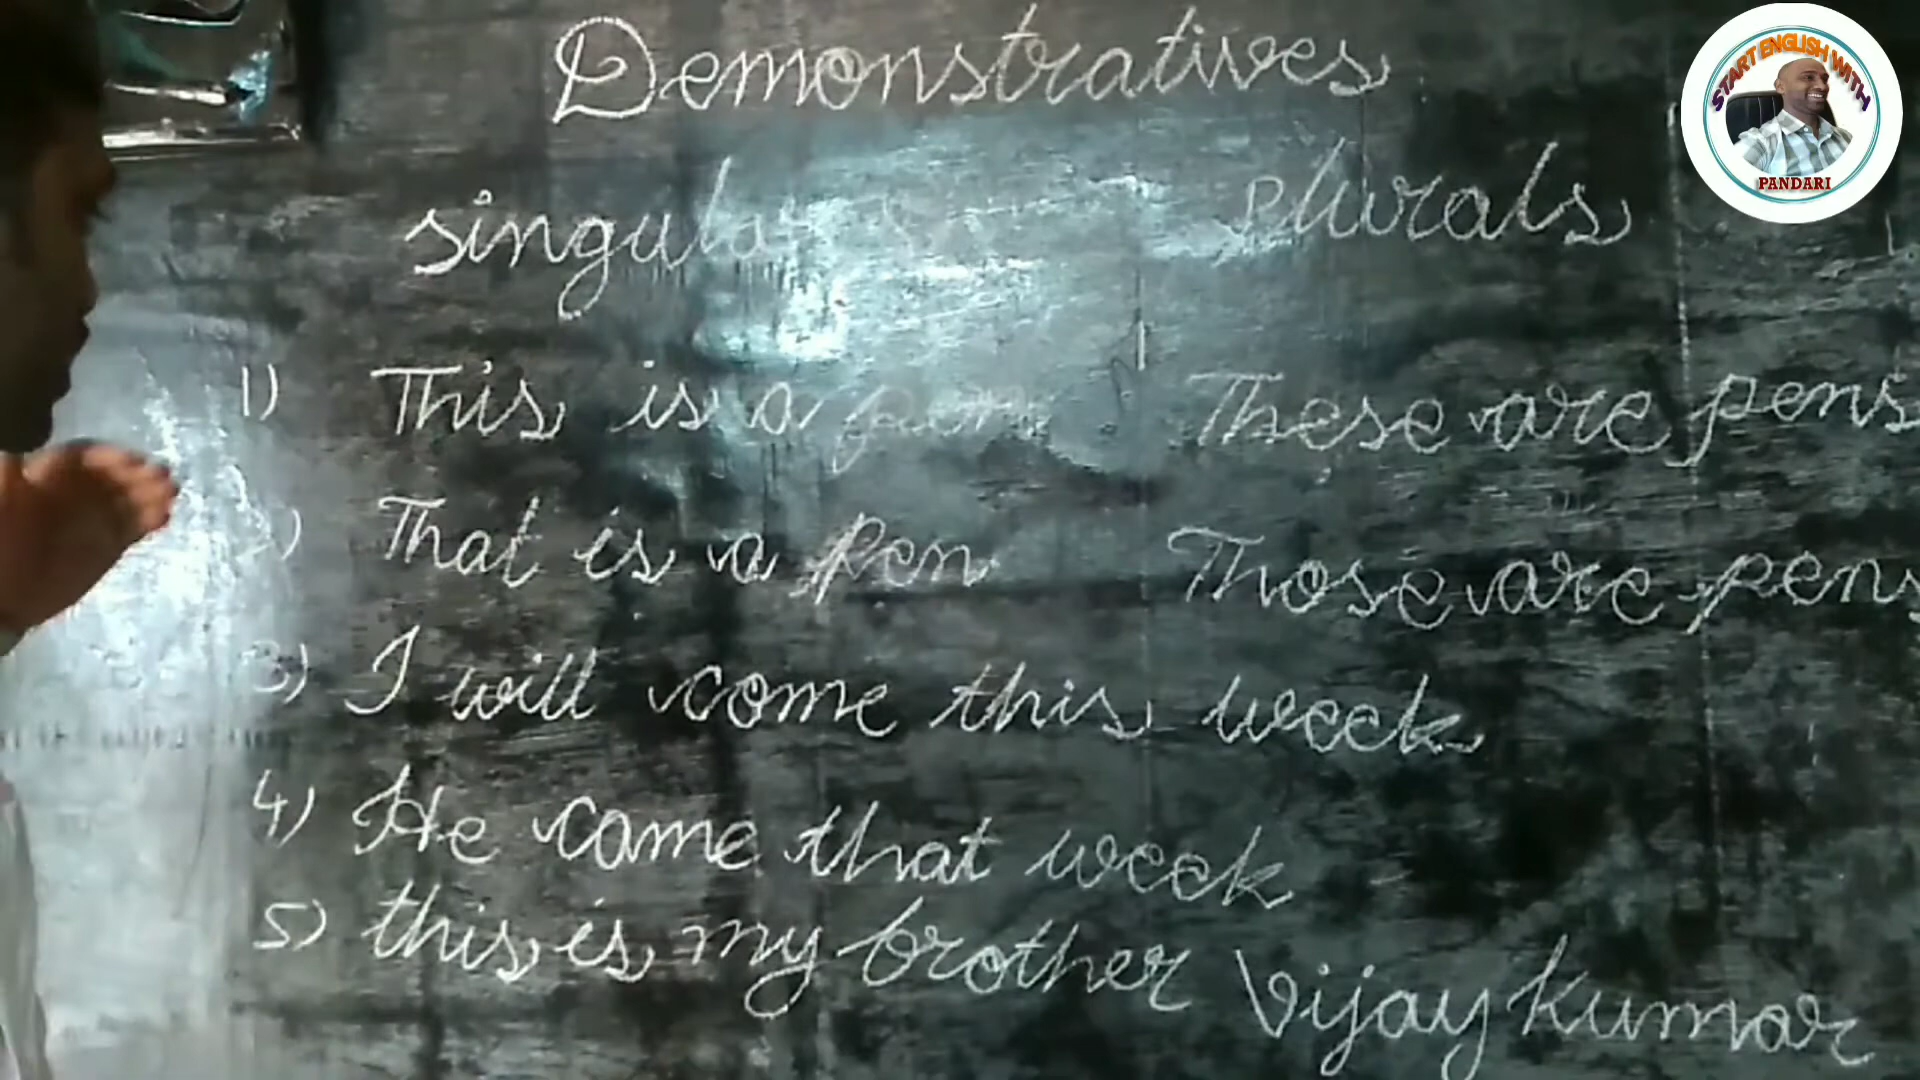 Demonstratives
singular plurals
1) This is a pen These are pens
2) That is a pen Those are pens
3) I will come this week
4) He came that week
5) this is my brother Vijay kumar
START ENGLISH WITH
PANDARI